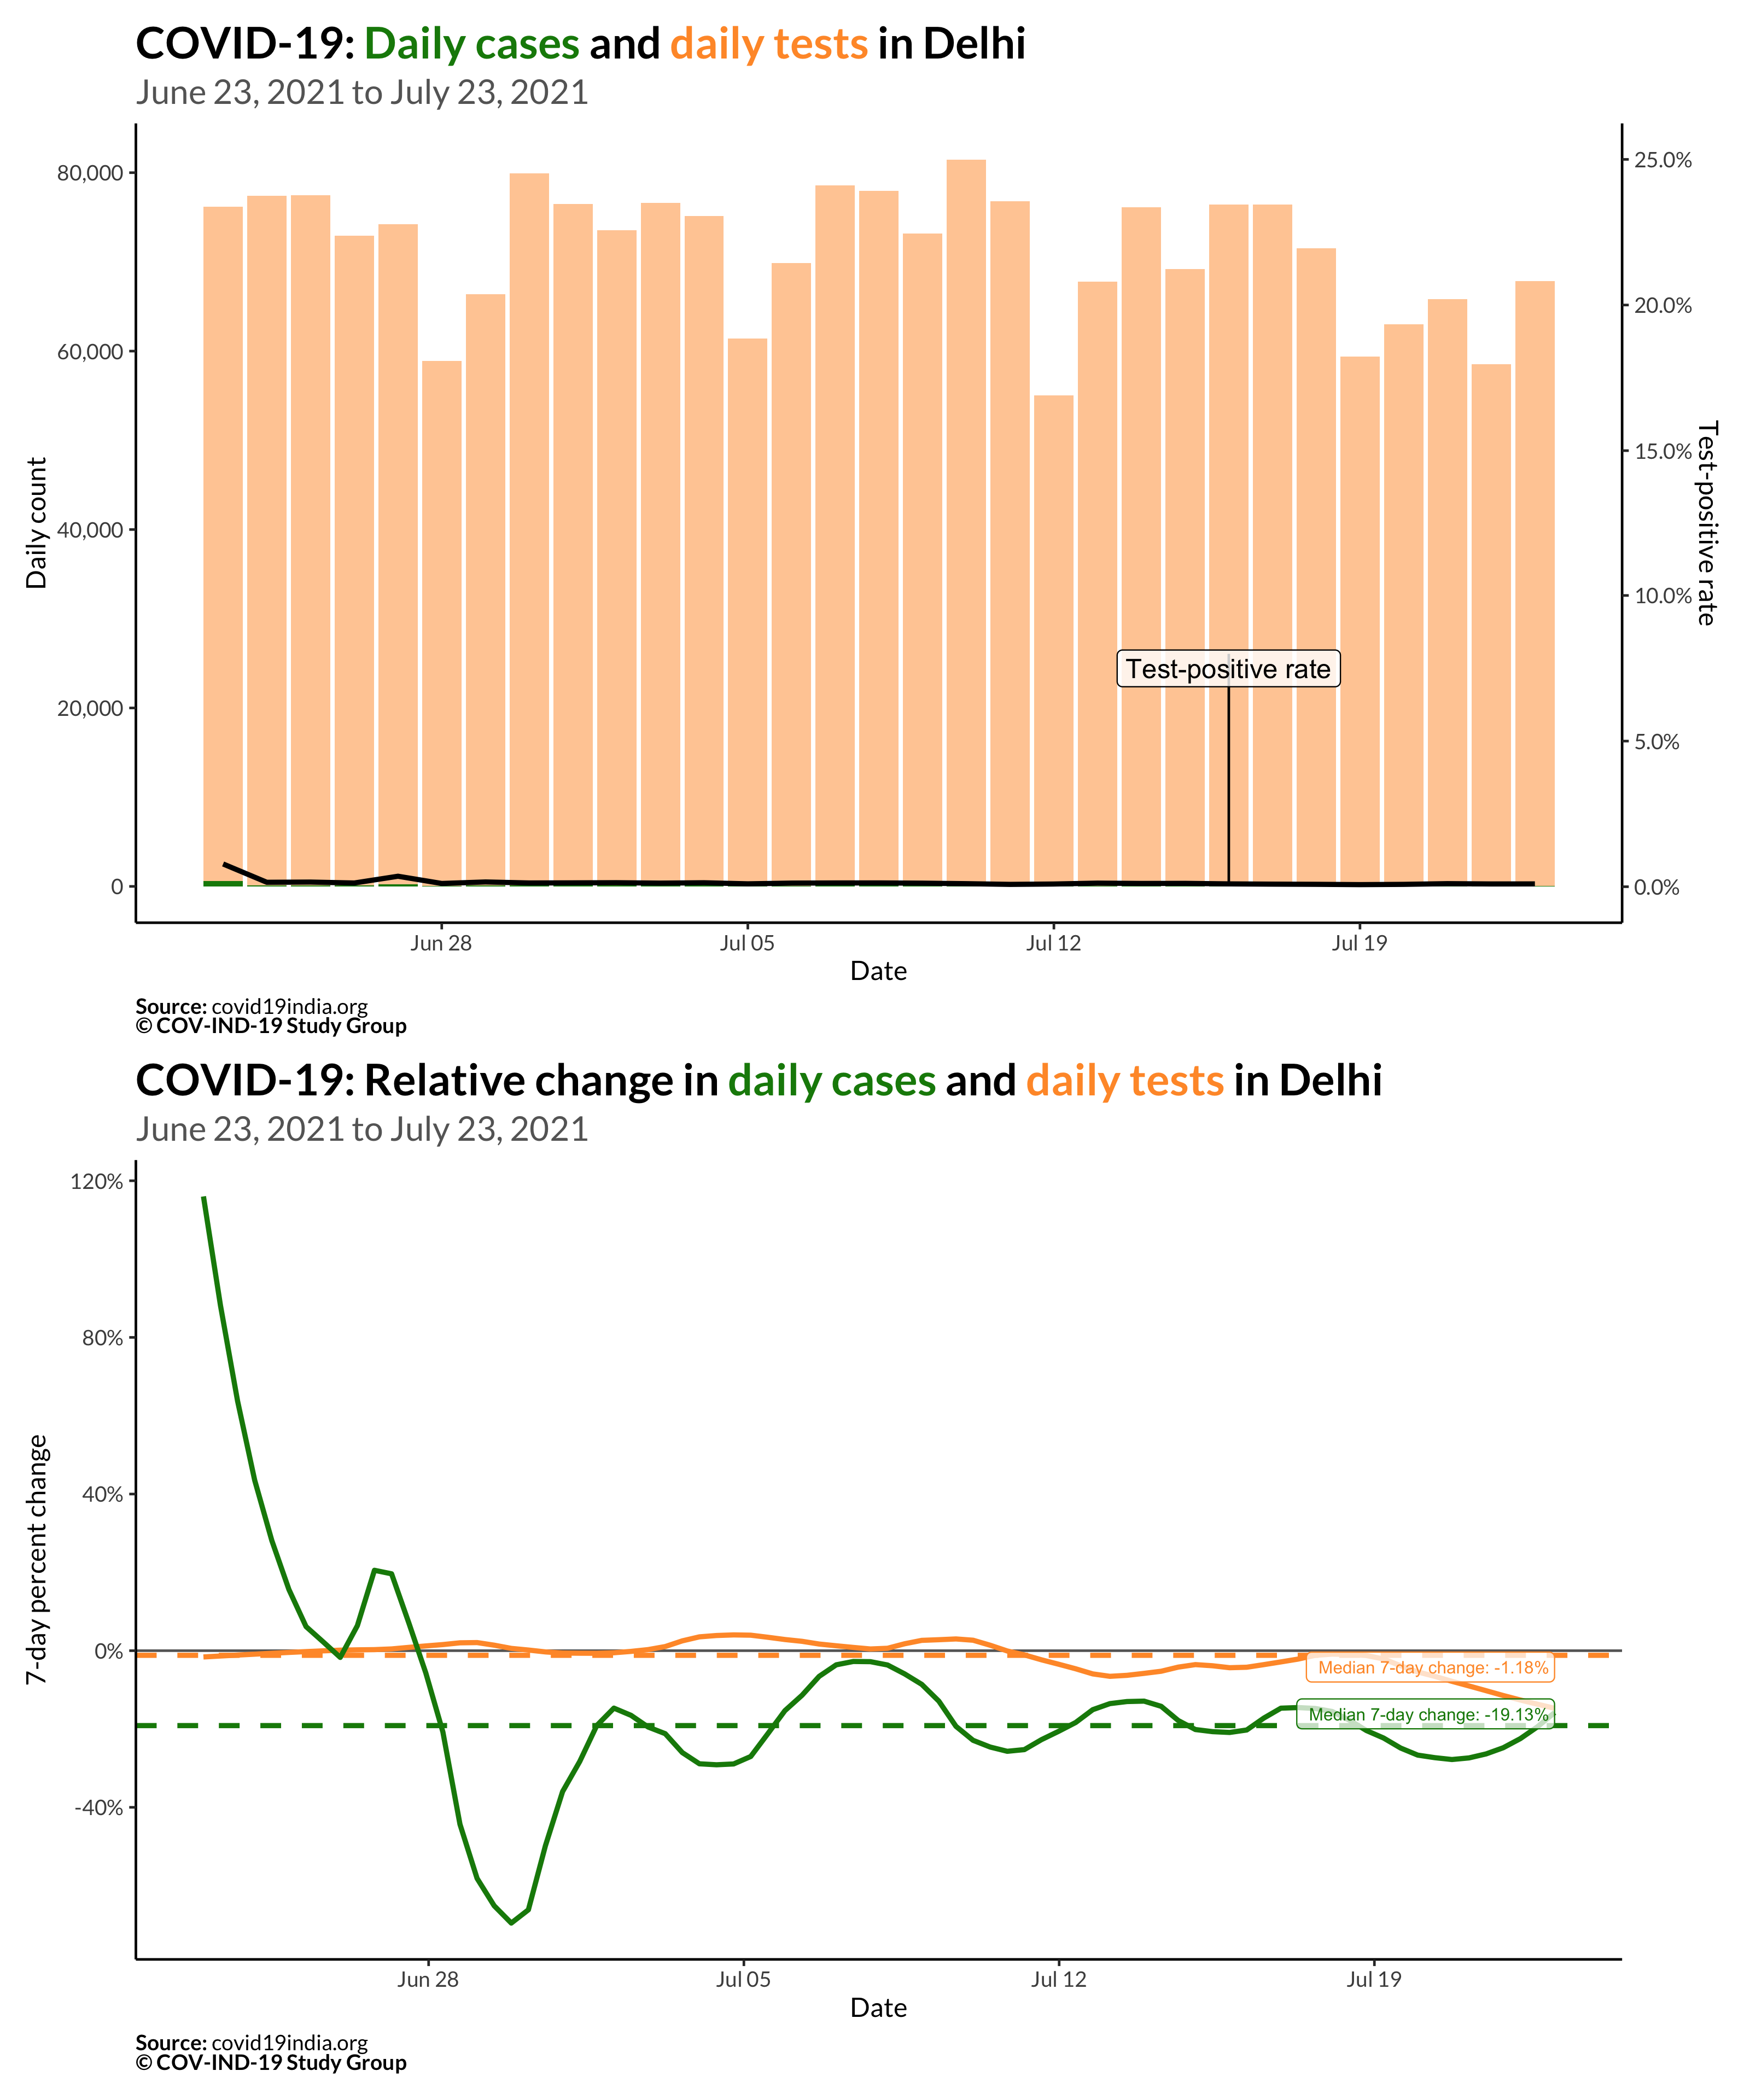 COVID-19: Daily cases and daily tests in Delhi
June 23, 2021 to July 23, 2021
80,000
60,000
40,000
20,000
0
Daily count
25.0%
20.0%
15.0%
10.0%
5.0%
0.0%
Test-positive rate
Test-positive rate
Jun 28
Jul 05
Jul 12
Jul 19
Date
Source: covid19india.org
© COV-IND-19 Study Group
COVID-19: Relative change in daily cases and daily tests in Delhi
June 23, 2021 to July 23, 2021
120%
80%
40%
0%
-40%
7-day percent change
Median 7-day change: -1.18%
Median 7-day change: -19.13%
Jun 28
Jul 05
Jul 12
Jul 19
Date
Source: covid19india.org
© COV-IND-19 Study Group